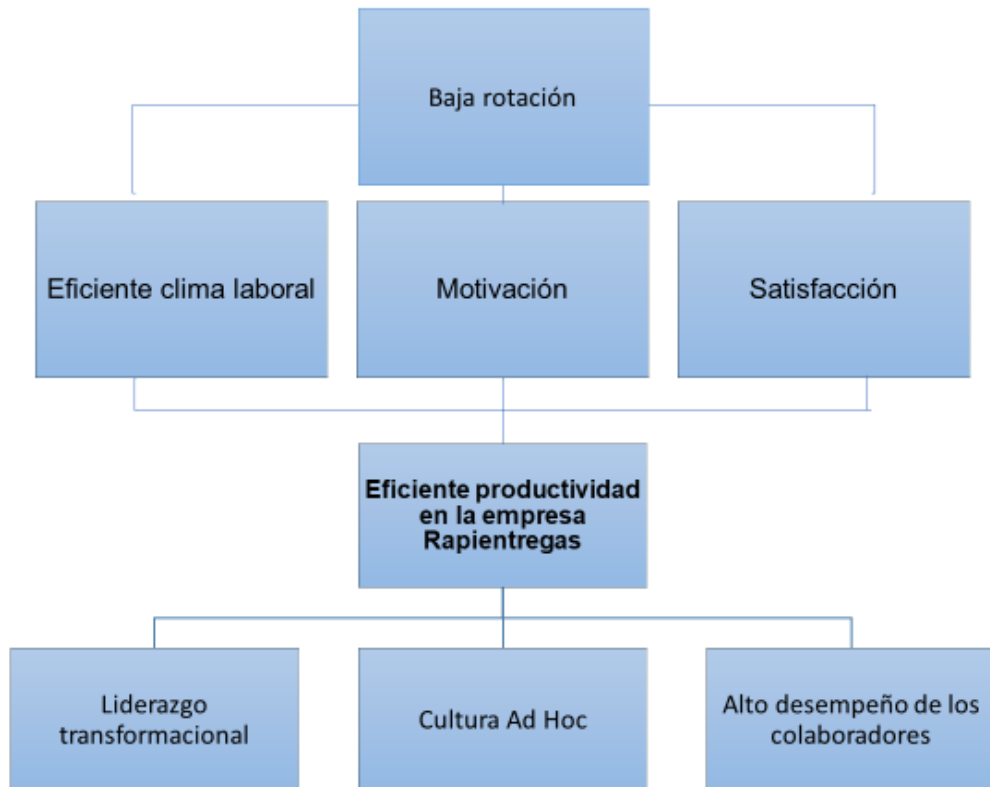 Baja rotación
Eficiente clima laboral
Motivación
Satisfacción
Eficiente productividad
en la empresa
Rapientregas
Liderazgo
transformacional
Cultura Ad Hoc
Alto desempeño de los
colaboradores